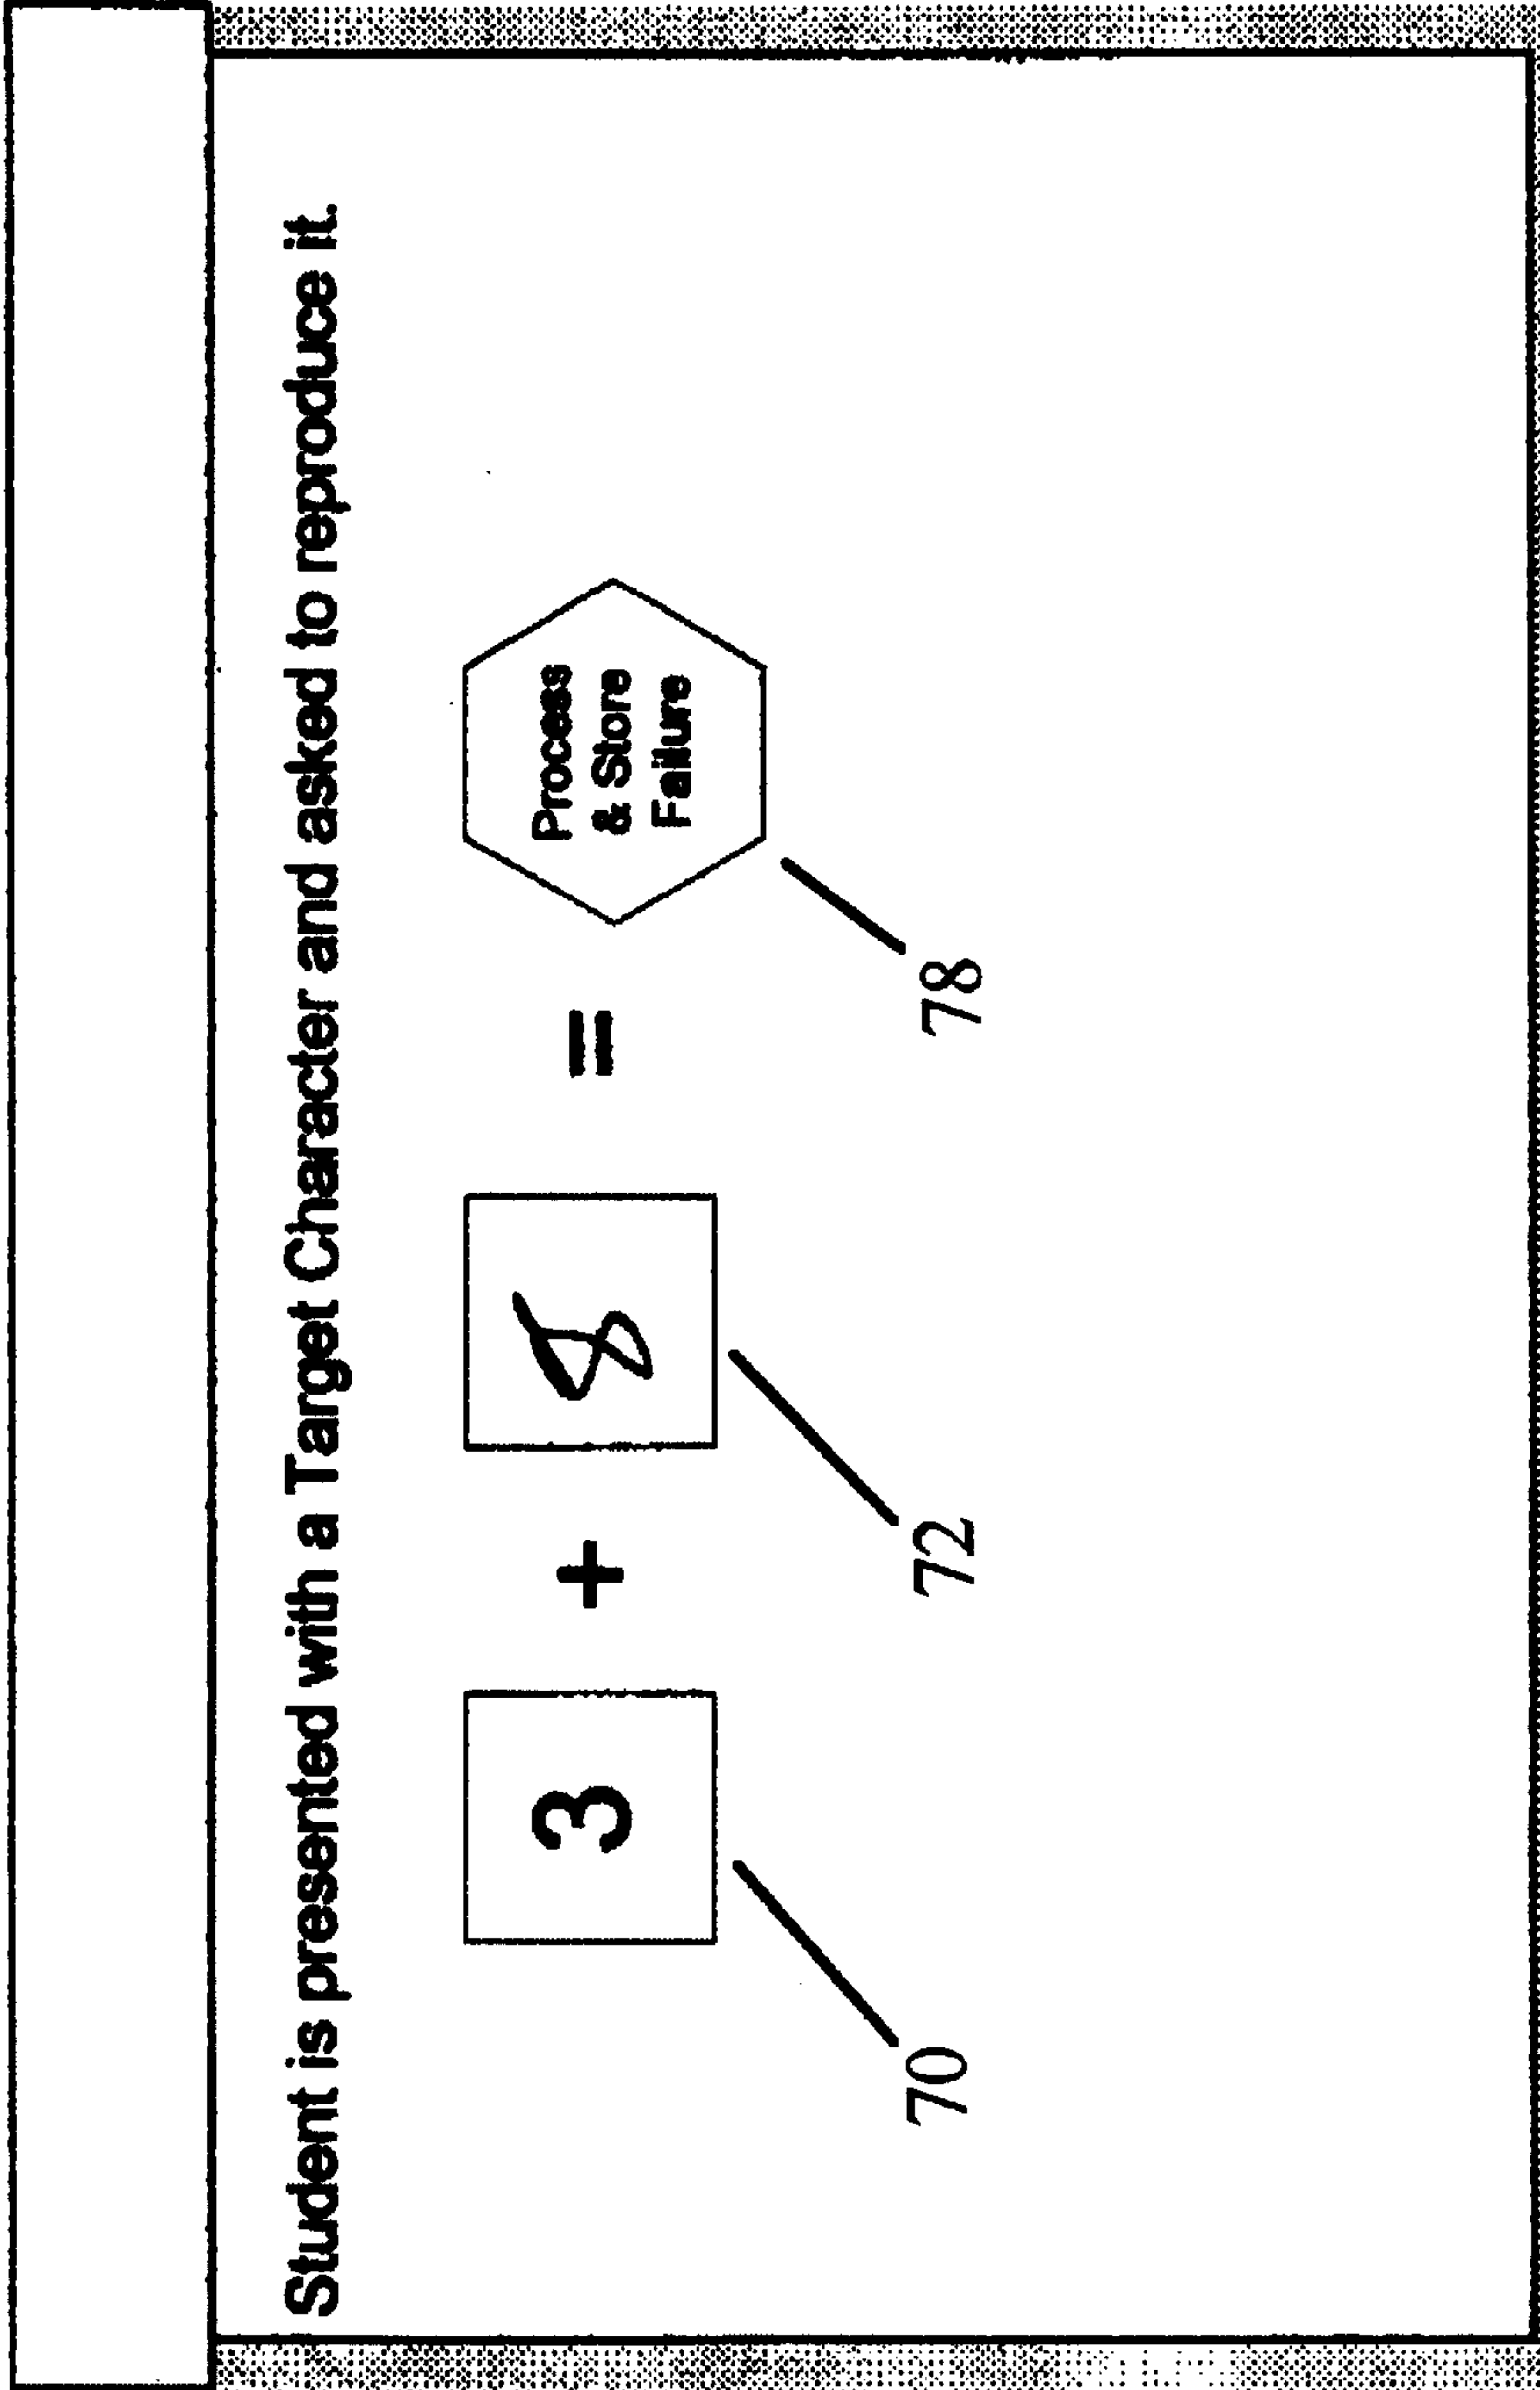 Student is presented with a Target Character and asked to reproduce it.
3 + 8 = Process
& Store
Failure
70 72 78